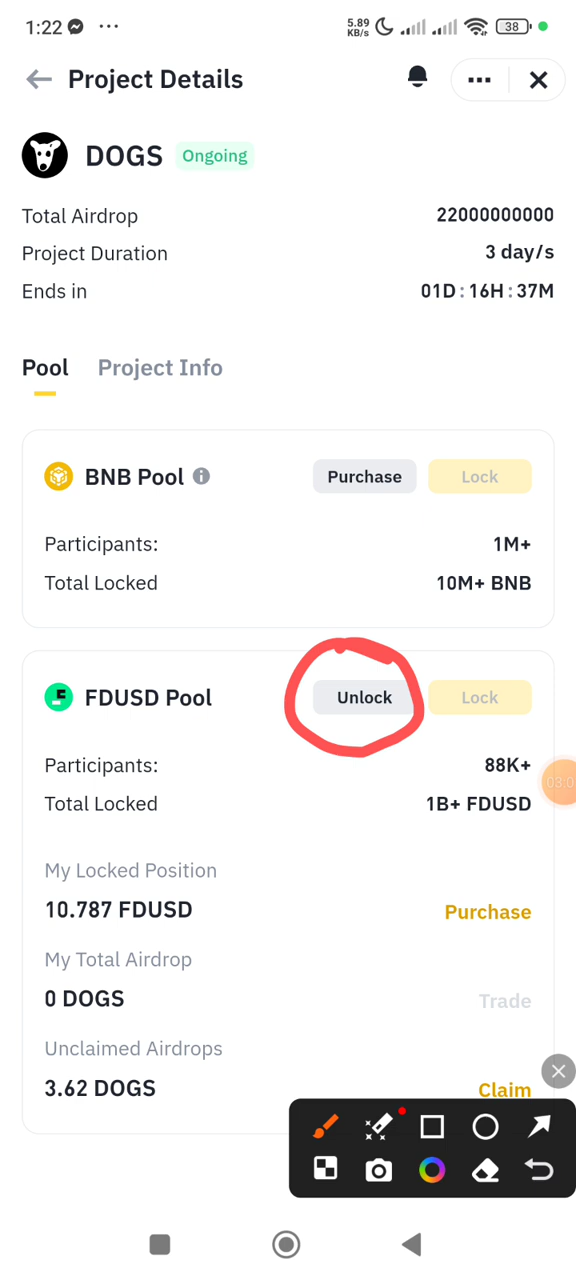 1:22 ... 5.89 KB/s 38
Project Details
DOGS Ongoing
Total Airdrop 22000000000
Project Duration 3 day/s
Ends in 01D : 16H : 37M
Pool Project Info
BNB Pool Purchase Lock
Participants: 1M+
Total Locked 10M+ BNB
FDUSD Pool Unlock Lock
Participants: 88K+
Total Locked 1B+ FDUSD
My Locked Position
10.787 FDUSD Purchase
My Total Airdrop
0 DOGS Trade
Unclaimed Airdrops
3.62 DOGS Claim